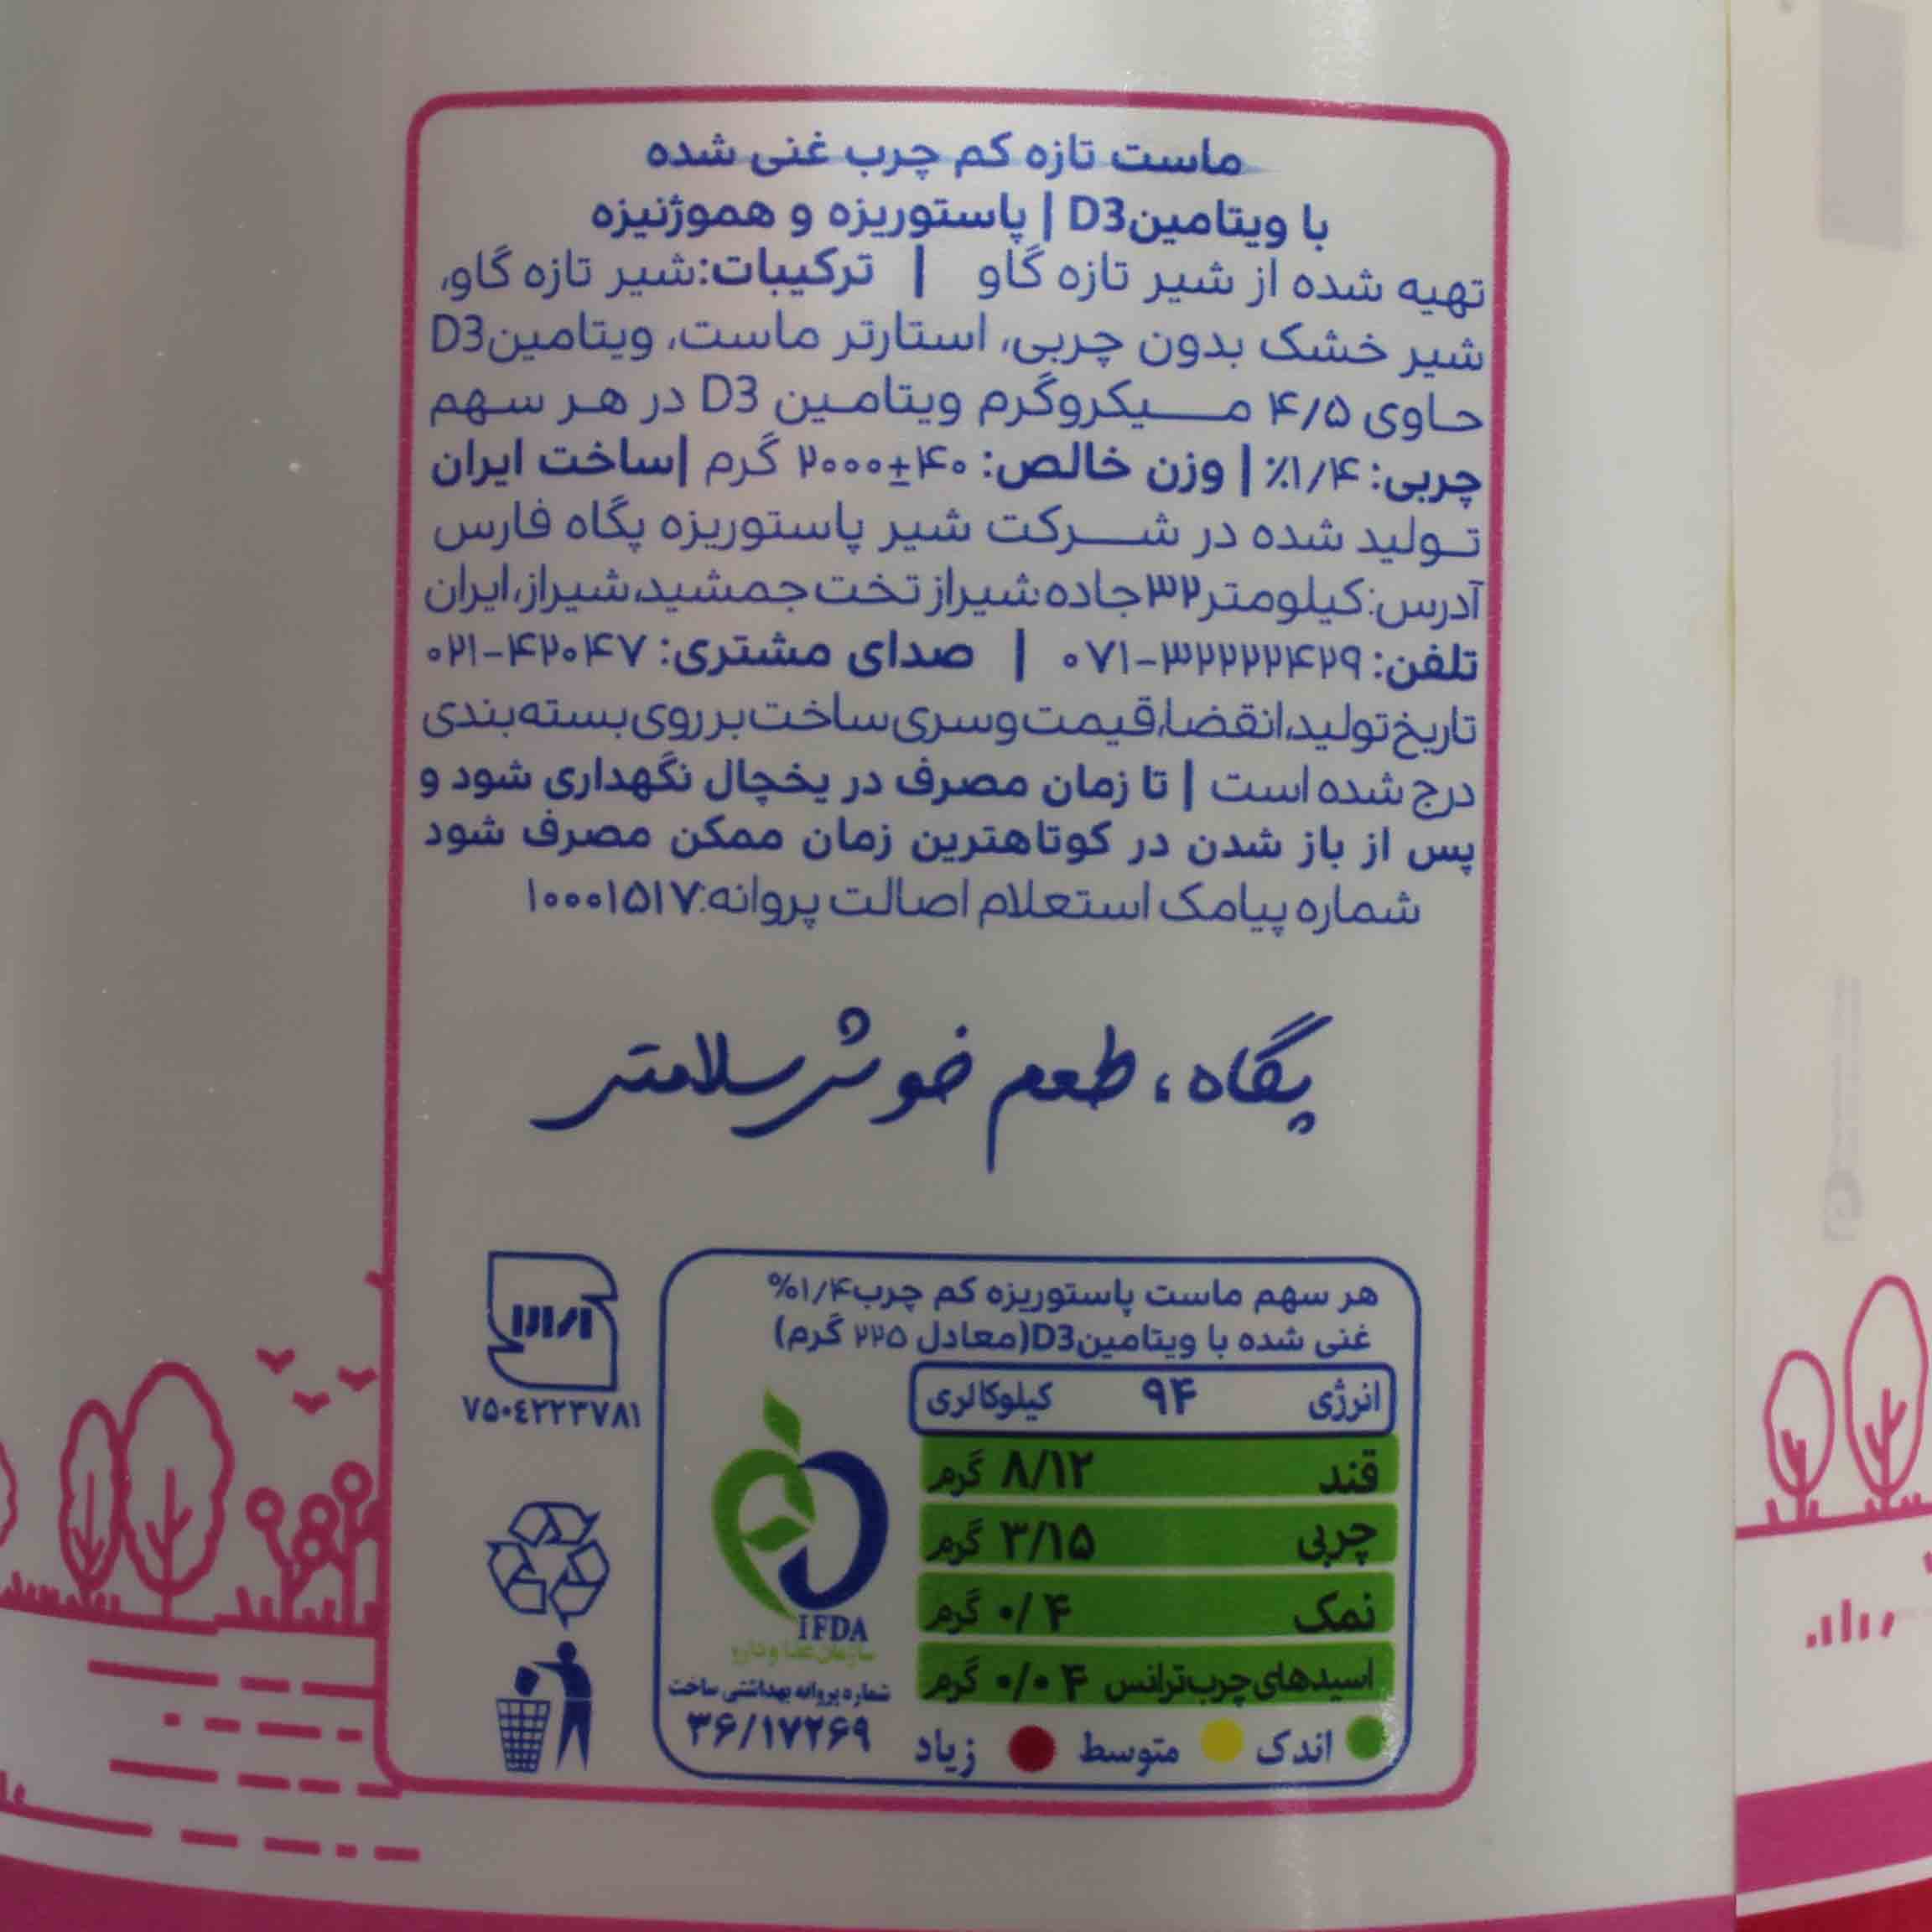 ماست تازه کم چرب غنی شده
با ویتامینD3 | پاستوریزه و هموژنیزه
تهیه شده از شیر تازه گاو | ترکیبات:شیر تازه گاو،
شیر خشک بدون چربی، استارتر ماست، ویتامینD3
حاوی ۴/۵ میکروگرم ویتامین D3 در هر سهم
چربی: ۱/۴٪ | وزن خالص: ۴۰±۲۰۰۰ گرم |ساخت ایران
تولید شده در شرکت شیر پاستوریزه پگاه فارس
آدرس:کیلومتر۳۲جاده شیراز تخت جمشید،شیراز،ایران
تلفن: ۳۲۲۲۲۴۲۹-۰۷۱ | صدای مشتری: ۴۲۰۴۷-۰۲۱
تاریخ تولید،انقضا،قیمت و سری ساخت بر روی بسته بندی
درج شده است | تا زمان مصرف در یخچال نگهداری شود و
پس از باز شدن در کوتاهترین زمان ممکن مصرف شود
شماره پیامک استعلام اصالت پروانه:۱۰۰۰۱۵۱۷
پگاه، طعم خوش سلامتی
هر سهم ماست پاستوریزه کم چرب۱/۴%
غنی شده با ویتامینD3(معادل ۲۲۵ گرم)
انرژی ۹۴ کیلوکالری
قند ۸/۱۲ گرم
چربی ۳/۱۵ گرم
نمک ۰/۴ گرم
اسیدهای چرب ترانس ۰/۰۴ گرم
اندک متوسط زیاد
IFDA
سازمان غذا و دارو
شماره پروانه بهداشتی ساخت
۳۶/۱۷۲۶۹
۷۵۰٤۲۲۳۷۸۱